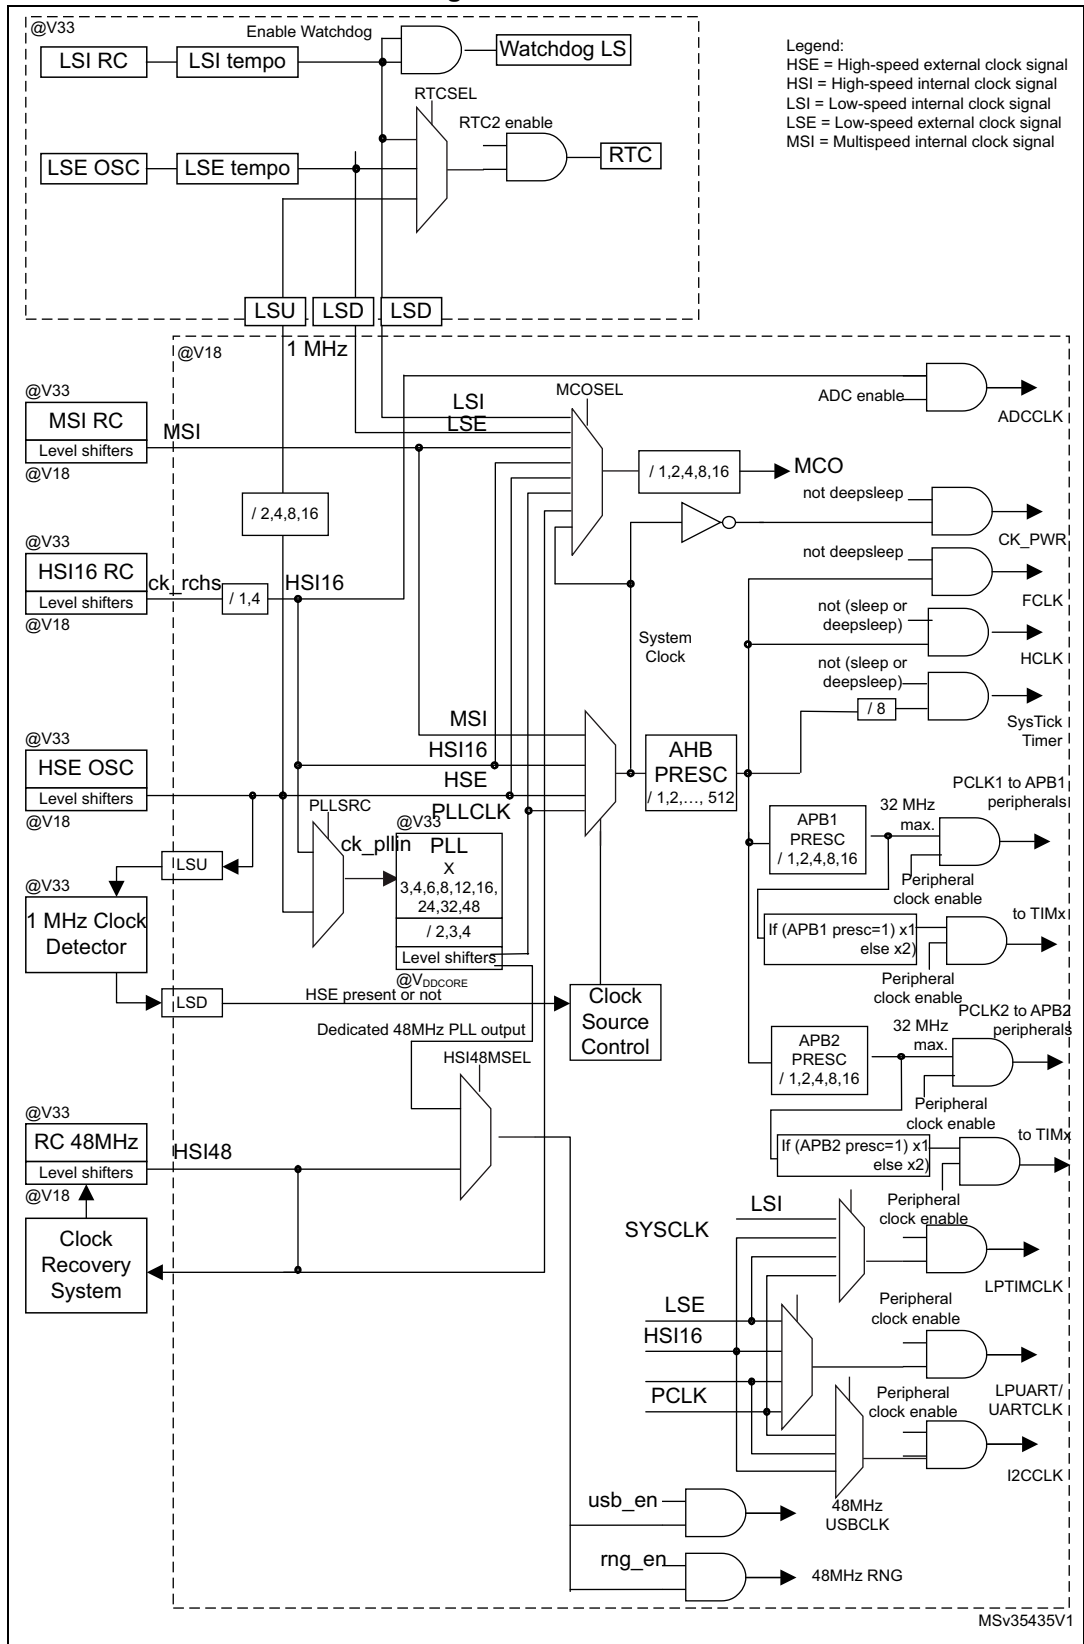 @V33
Enable Watchdog
LSI RC
LSI tempo
Watchdog LS
Legend:
HSE = High-speed external clock signal
HSI = High-speed internal clock signal
LSI = Low-speed internal clock signal
LSE = Low-speed external clock signal
MSI = Multispeed internal clock signal
RTCSEL
RTC2 enable
LSE OSC
LSE tempo
RTC
LSU
LSD
LSD
@V18
1 MHz
@V33
MSI RC
Level shifters
@V18
MSI
LSI
LSE
MCOSEL
ADC enable
ADCCLK
/ 1,2,4,8,16
MCO
/ 2,4,8,16
not deepsleep
CK_PWR
@V33
HSI16 RC
Level shifters
@V18
ck_rchs
/ 1,4
HSI16
not deepsleep
FCLK
System
Clock
not (sleep or
deepsleep)
HCLK
not (sleep or
deepsleep)
/ 8
SysTick
Timer
@V33
HSE OSC
Level shifters
@V18
MSI
HSI16
HSE
PLLCLK
AHB
PRESC
/ 1,2,…, 512
PLLSRC
ck_pllin
@V33
PLL
X
3,4,6,8,12,16,
24,32,48
/ 2,3,4
Level shifters
@VDDCORE
PCLK1 to APB1
peripherals
32 MHz
max.
APB1
PRESC
/ 1,2,4,8,16
Peripheral
clock enable
LSU
@V33
1 MHz Clock
Detector
to TIMx
If (APB1 presc=1) x1
else x2)
Peripheral
clock enable
LSD
HSE present or not
Clock
Source
Control
Dedicated 48MHz PLL output
HSI48MSEL
PCLK2 to APB2
peripherals
32 MHz
max.
APB2
PRESC
/ 1,2,4,8,16
Peripheral
clock enable
@V33
RC 48MHz
Level shifters
@V18
HSI48
to TIMx
If (APB2 presc=1) x1
else x2)
Peripheral
clock enable
Clock
Recovery
System
LSI
SYSCLK
LPTIMCLK
LSE
HSI16
PCLK
Peripheral
clock enable
LPUART/
UARTCLK
Peripheral
clock enable
I2CCLK
usb_en
48MHz
USBCLK
rng_en
48MHz RNG
MSv35435V1